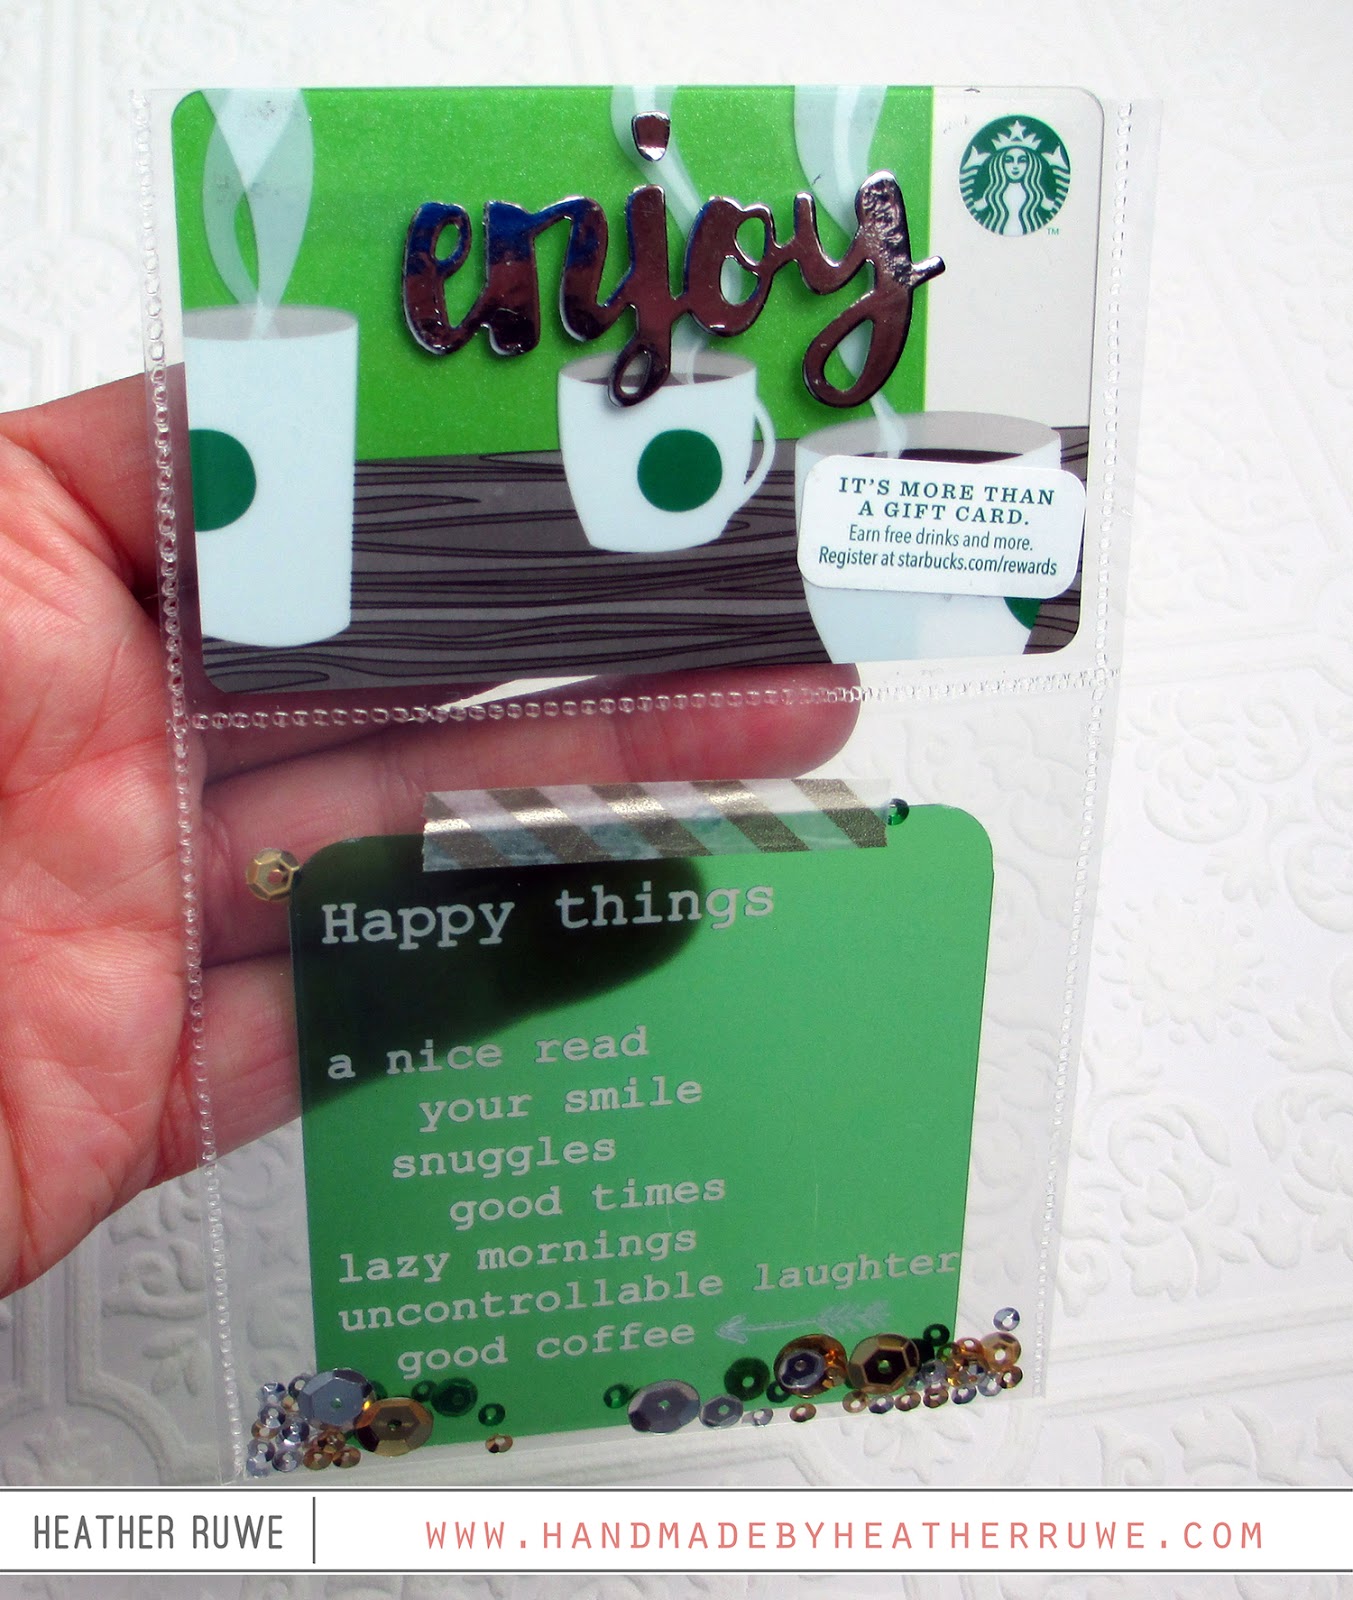 enjoy
TM
IT'S MORE THAN
A GIFT CARD.
Earn free drinks and more.
Register at starbucks.com/rewards
Happy things
a nice read
your smile
snuggles
good times
lazy mornings
uncontrollable laughter
good coffee
HEATHER RUWE
WWW.HANDMADEBYHEATHERRUWE.COM